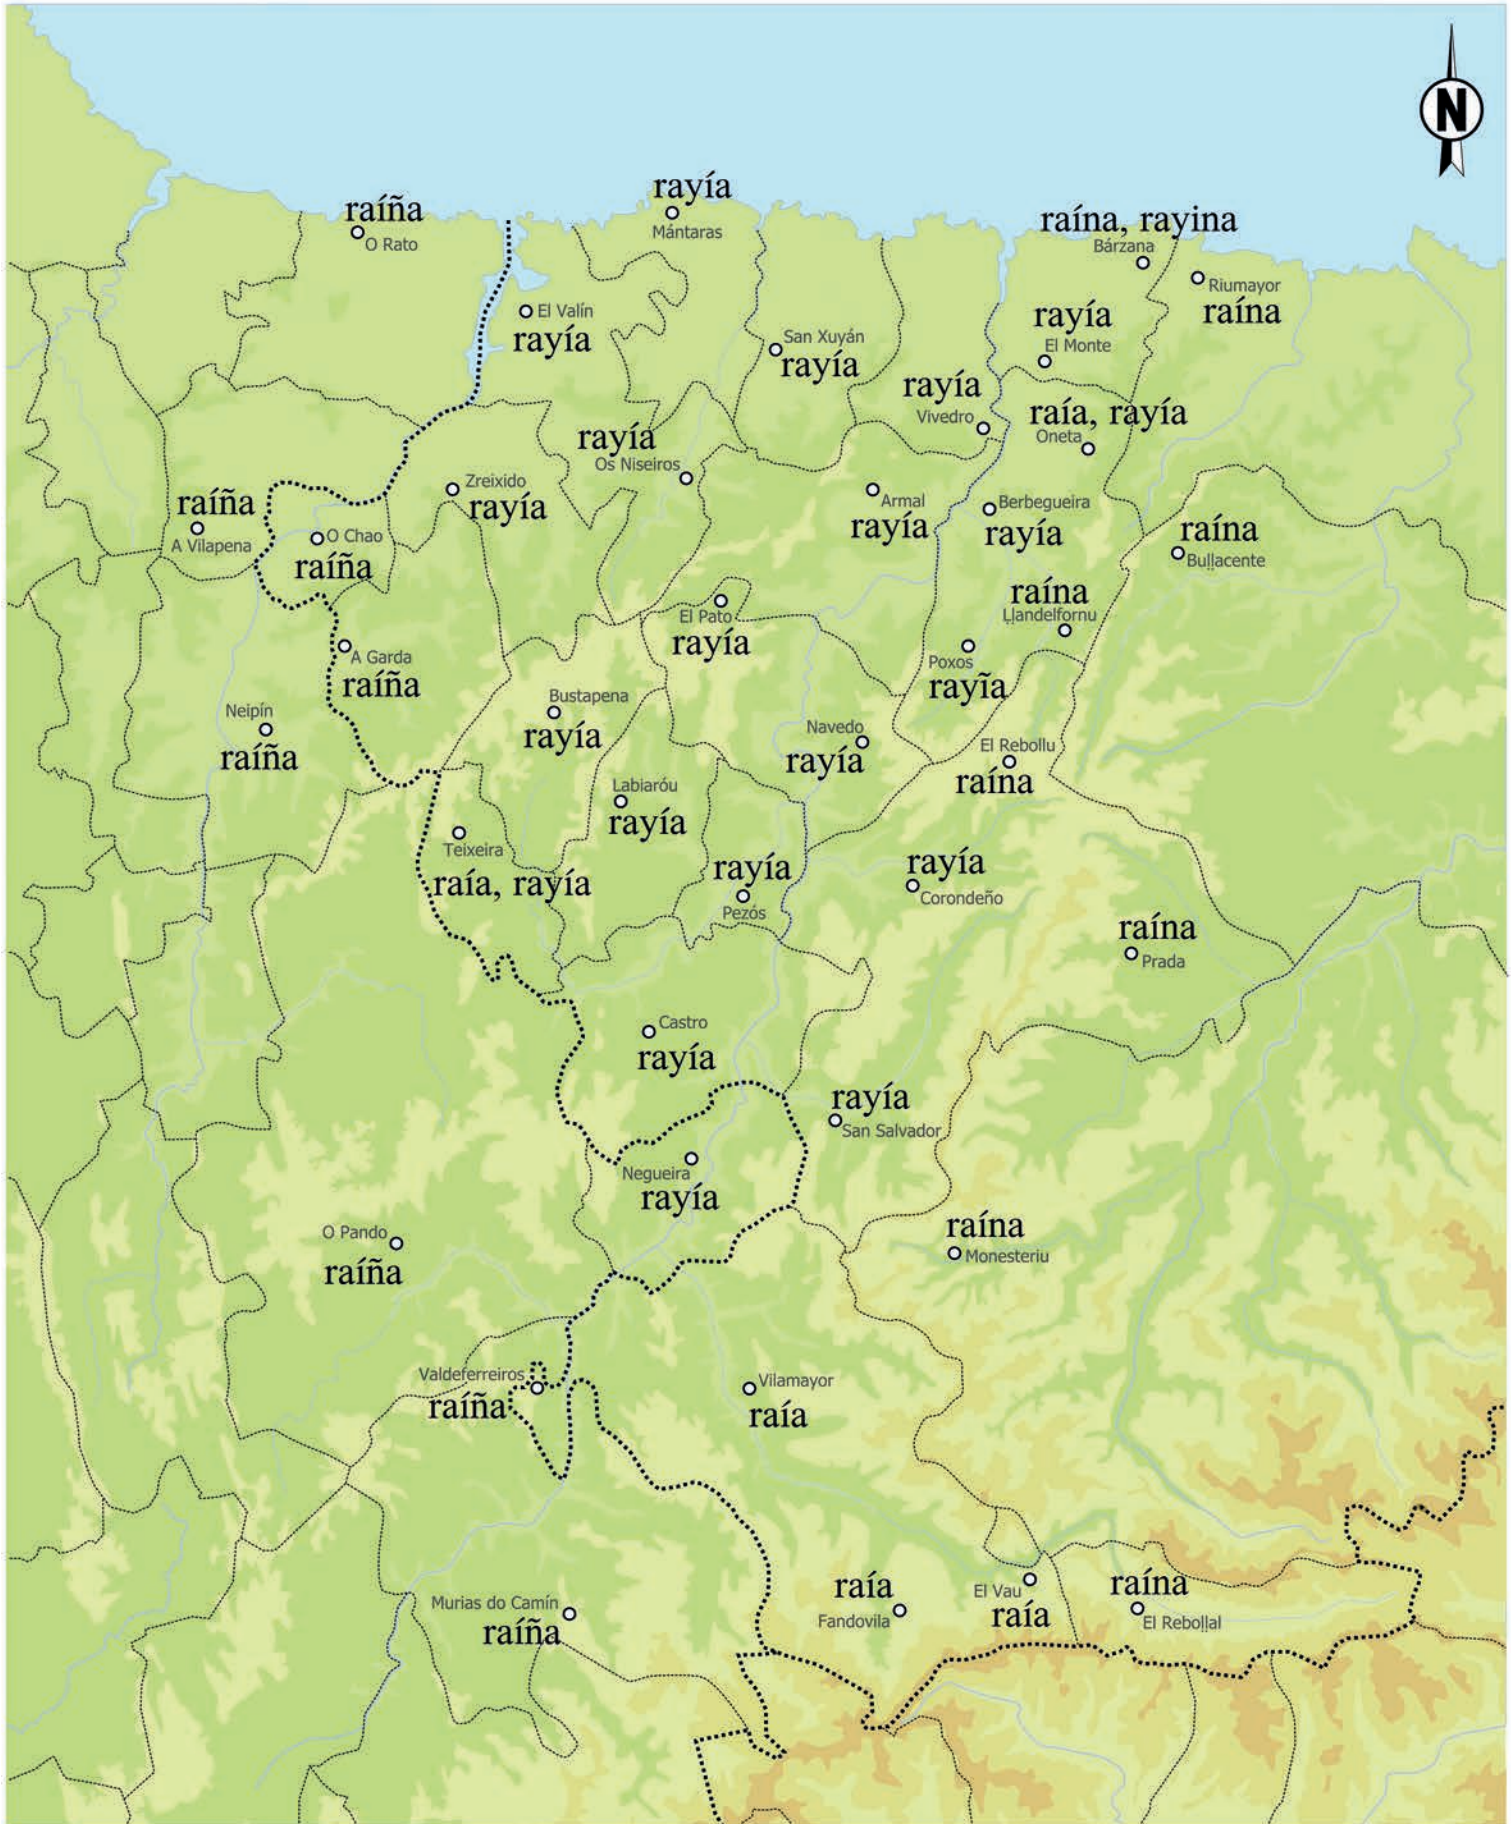 N
rayía
Mántaras
raíña
O Rato
raína, rayina
Bárzana
Riumayor
raína
El Valín
rayía
rayía
El Monte
San Xuyán
rayía
rayía
Vivedro
raía, rayía
Oneta
rayía
Os Niseiros
Zreixido
rayía
raíña
A Vilapena
O Chao
raíña
Armal
rayía
Berbegueira
rayía
raína
Buḷḷacente
raína
Ḷḷandelfornu
El Pato
rayía
A Garda
raíña
Poxos
rayĩa
Bustapena
rayía
Neipín
raíña
Navedo
rayía
El Rebollu
raína
Labiaróu
rayía
Teixeira
raía, rayía
rayía
Pezós
rayía
Corondeño
raína
Prada
Castro
rayía
rayía
San Salvador
Negueira
rayía
O Pando
raíña
raína
Monesteriu
Valdeferreiros
raíña
Vilamayor
raía
raía
Fandovila
El Vau
raía
raína
El Reboḷḷal
Murias do Camín
raíña